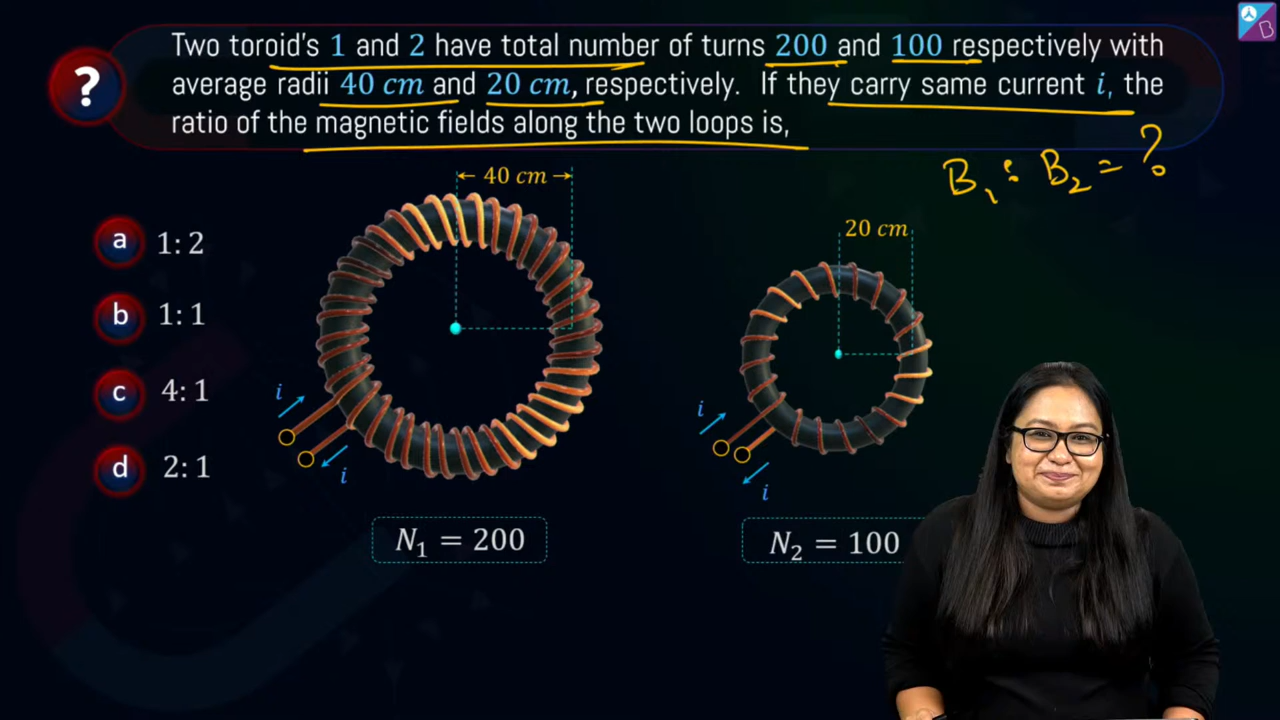 ?
Two toroid's 1 and 2 have total number of turns 200 and 100 respectively with
average radii 40 cm and 20 cm, respectively. If they carry same current i, the
ratio of the magnetic fields along the two loops is,
B₁ : B₂ = ?
40 cm
20 cm
a 1: 2
b 1: 1
c 4: 1
d 2: 1
i
i
i
i
N₁ = 200
N₂ = 100
B